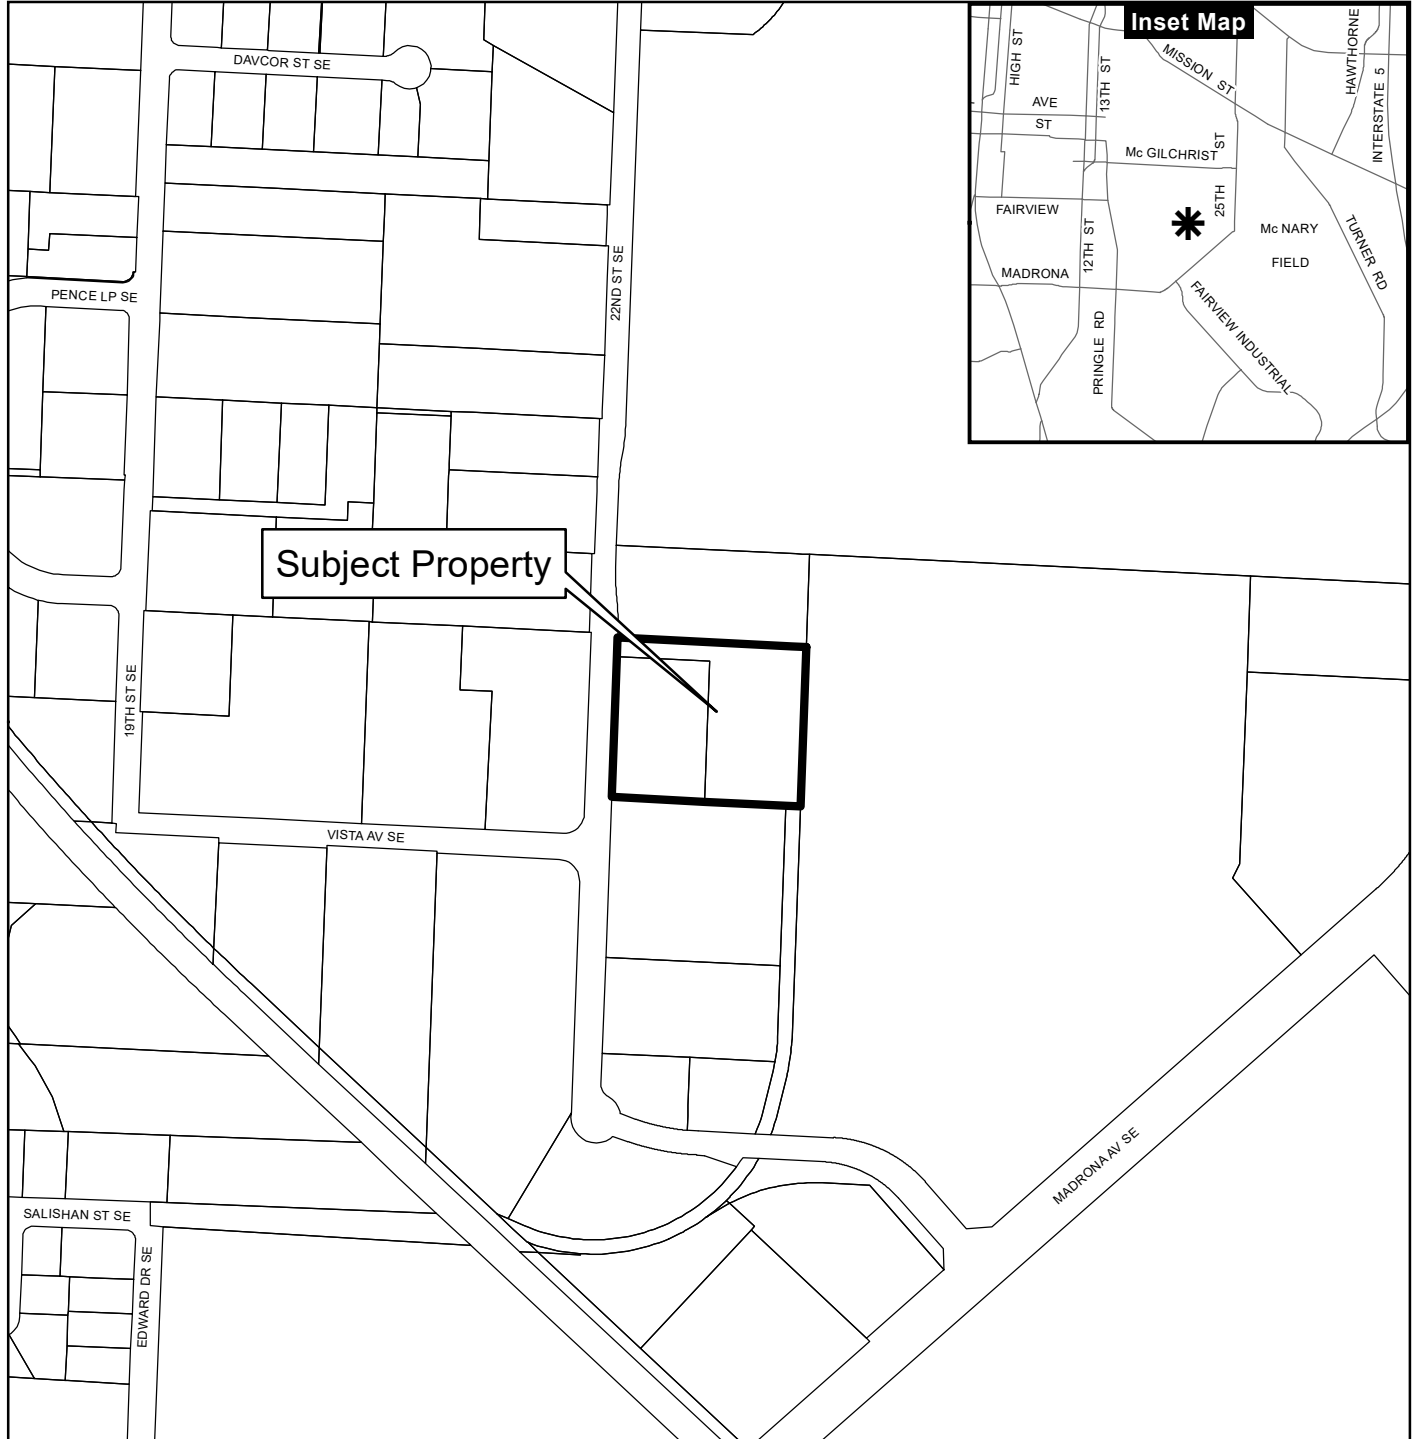 Inset Map
HIGH ST
13TH ST
MISSION ST
HAWTHORNE
INTERSTATE 5
AVE
ST
Mc GILCHRIST
25TH ST
FAIRVIEW
12TH ST
Mc NARY
FIELD
TURNER RD
MADRONA
PRINGLE RD
FAIRVIEW INDUSTRIAL
DAVCOR ST SE
22ND ST SE
PENCE LP SE
Subject Property
19TH ST SE
VISTA AV SE
MADRONA AV SE
SALISHAN ST SE
EDWARD DR SE